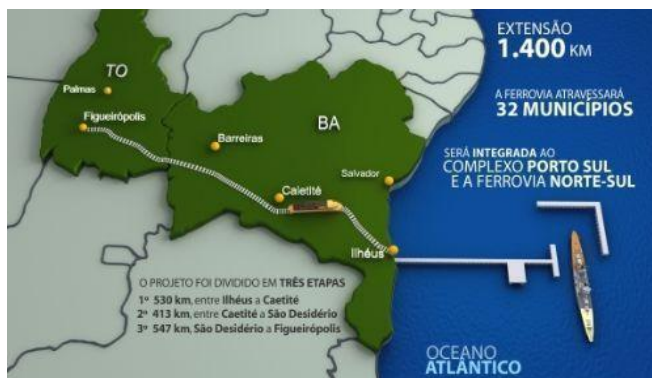 EXTENSÃO
1.400 KM
A FERROVIA ATRAVESSARÁ
32 MUNICÍPIOS
SERÁ INTEGRADA AO
COMPLEXO PORTO SUL
E A FERROVIA NORTE-SUL
TO
Palmas
Figueirópolis
Barreiras
BA
Salvador
Caletité
Ilhéus
O PROJETO FOI DIVIDIDO EM TRÊS ETAPAS
1º 530 km, entre Ilhéus a Caetité
2º 413 km, entre Caetité a São Desidério
3º 547 km, São Desidério a Figueirópolis
OCEANO
ATLÂNTICO